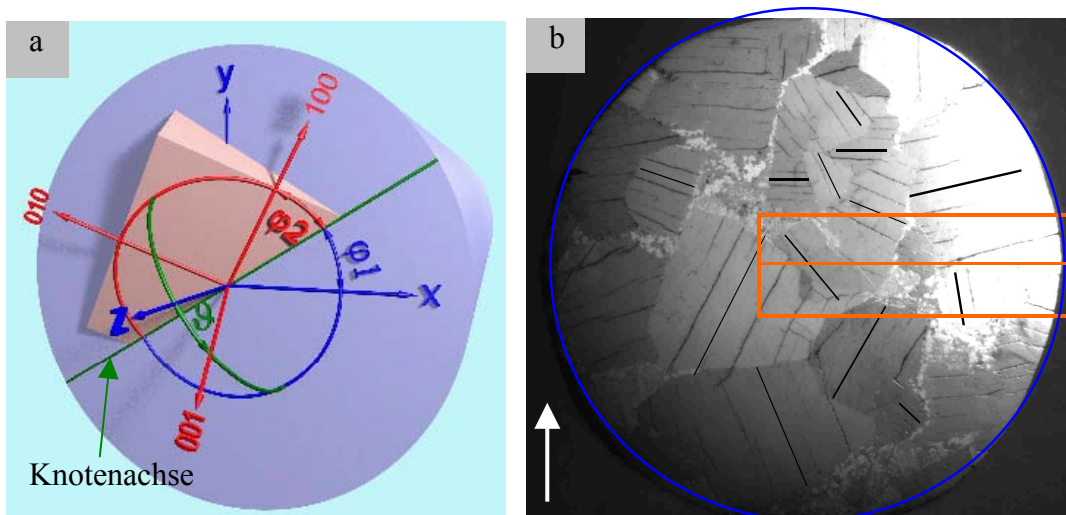 a
b
y
100
010
φ2
φ1
x
z
ϑ
001
Knotenachse